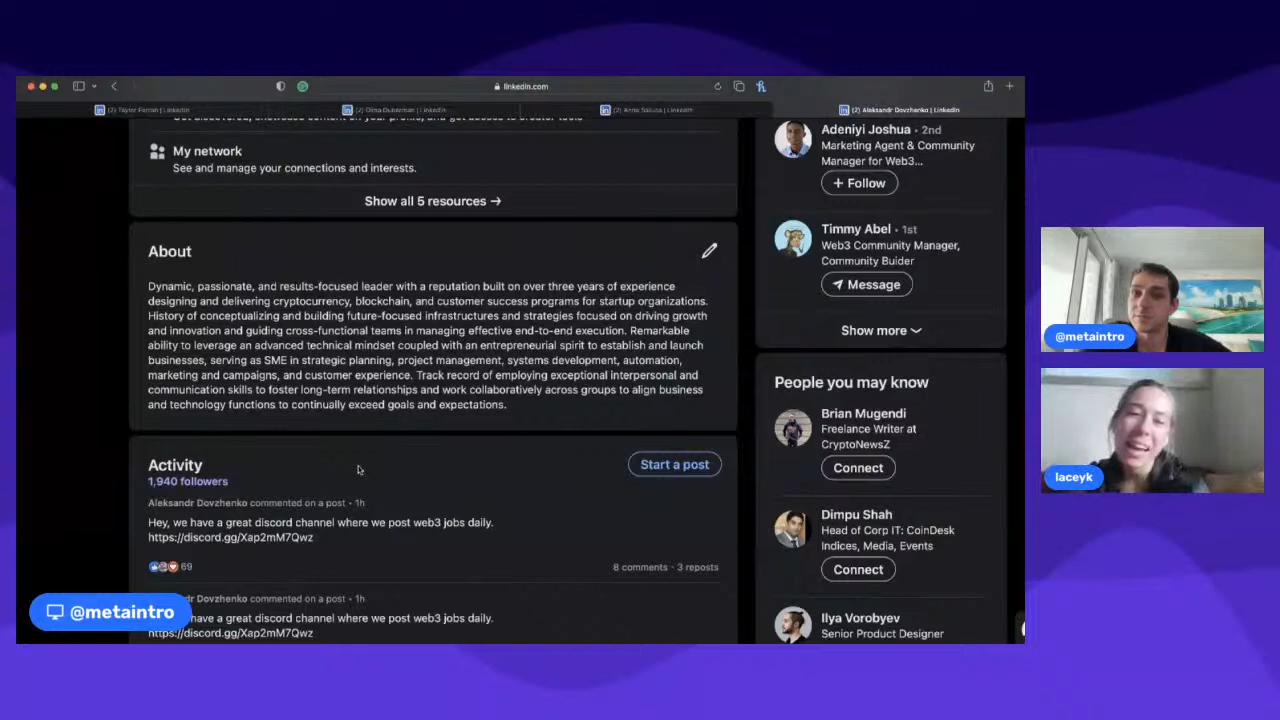 linkedin.com
(2) Taylor Ferran | LinkedIn
(2) Dima Duberman | LinkedIn
(2) Aleksandr Dovzhenko | LinkedIn
My network
See and manage your connections and interests.
Show all 5 resources →
About
Dynamic, passionate, and results-focused leader with a reputation built on over three years of experience
designing and delivering cryptocurrency, blockchain, and customer success programs for startup organizations.
History of conceptualizing and building future-focused infrastructures and strategies focused on driving growth
and innovation and guiding cross-functional teams in managing effective end-to-end execution. Remarkable
ability to leverage an advanced technical mindset coupled with an entrepreneurial spirit to establish and launch
businesses, serving as SME in strategic planning, project management, systems development, automation,
marketing and campaigns, and customer experience. Track record of employing exceptional interpersonal and
communication skills to foster long-term relationships and work collaboratively across groups to align business
and technology functions to continually exceed goals and expectations.
Activity
1,940 followers
Start a post
Aleksandr Dovzhenko commented on a post • 1h
Hey, we have a great discord channel where we post web3 jobs daily.
https://discord.gg/Xap2mM7Qwz
69
8 comments • 3 reposts
Dovzhenko commented on a post • 1h
we have a great discord channel where we post web3 jobs daily.
https://discord.gg/Xap2mM7Qwz
@metaintro
Adeniyi Joshua • 2nd
Marketing Agent & Community
Manager for Web3...
+ Follow
Timmy Abel • 1st
Web3 Community Manager,
Community Buider
Message
Show more
People you may know
Brian Mugendi
Freelance Writer at
CryptoNewsZ
Connect
Dimpu Shah
Head of Corp IT: CoinDesk
Indices, Media, Events
Connect
Ilya Vorobyev
Senior Product Designer
@metaintro
laceyk